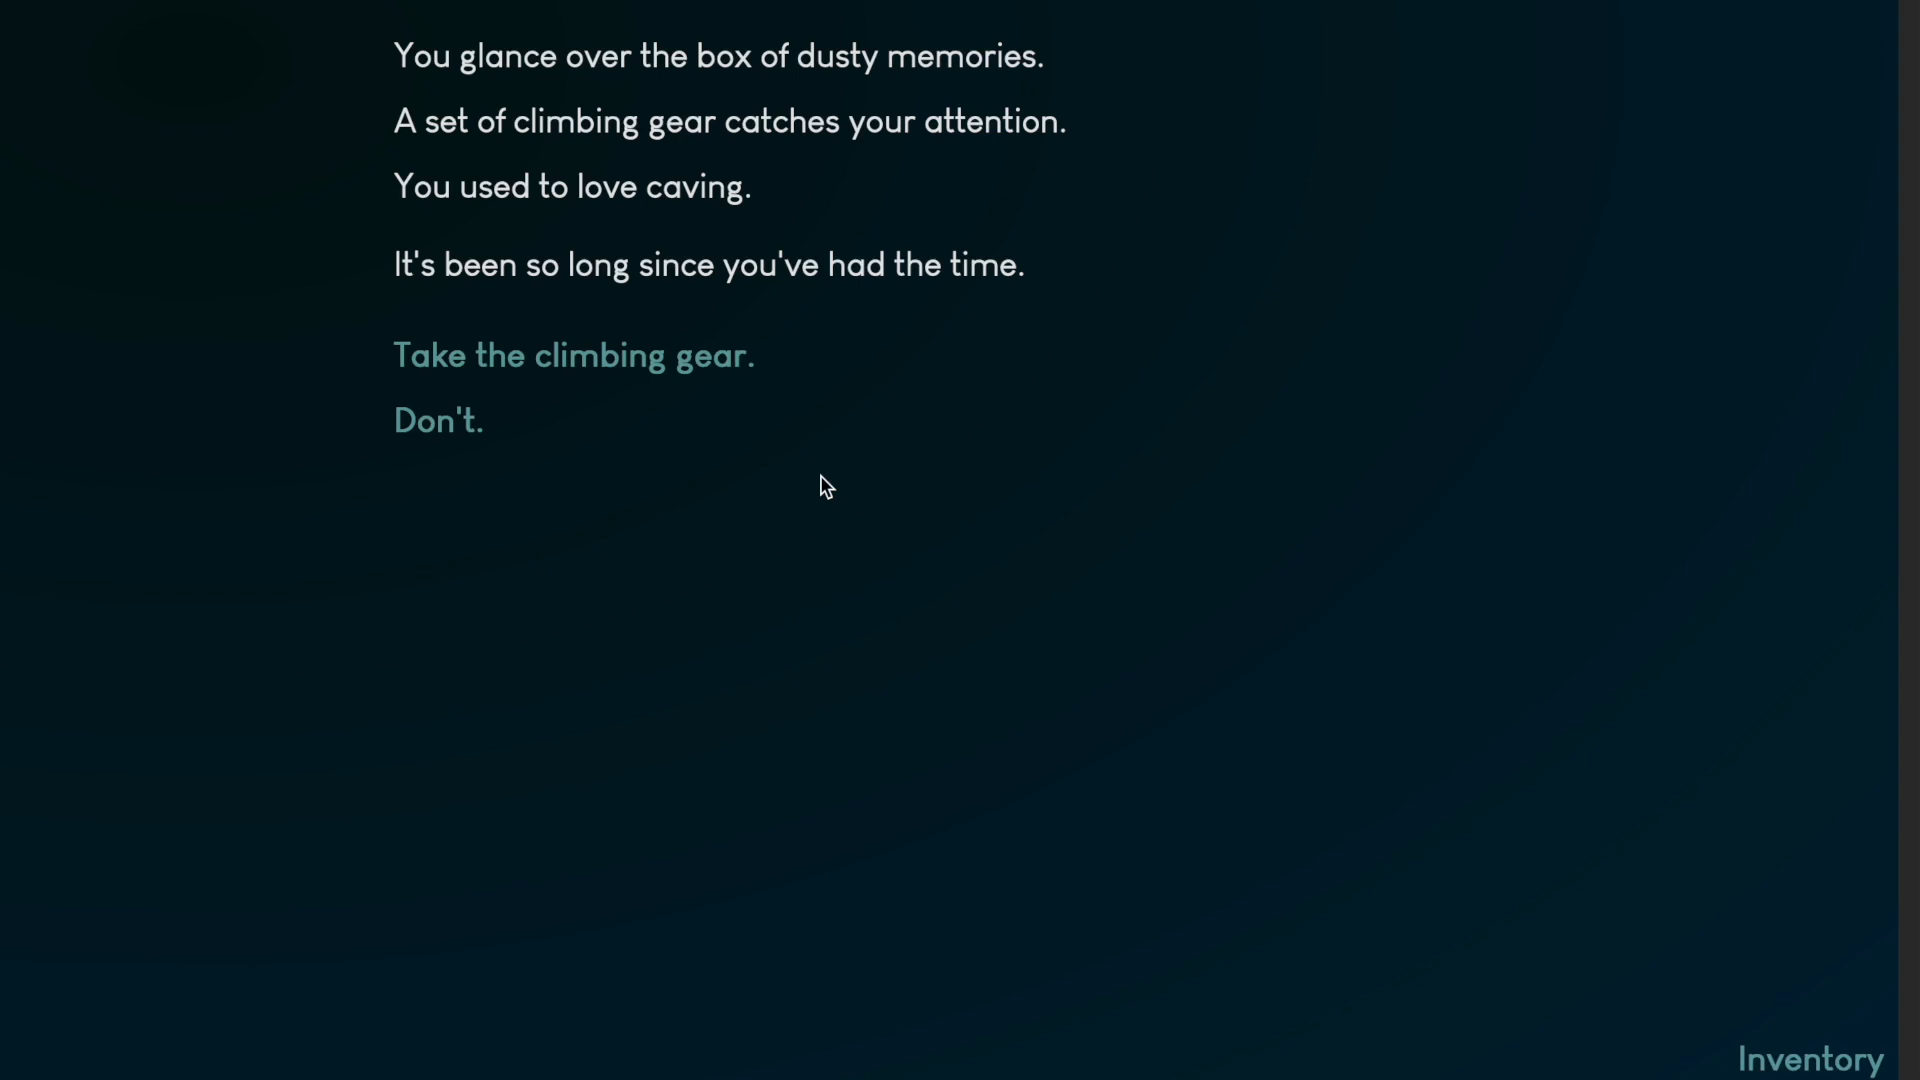 You glance over the box of dusty memories.
A set of climbing gear catches your attention.
You used to love caving.
It's been so long since you've had the time.
Take the climbing gear.
Don't.
Inventory